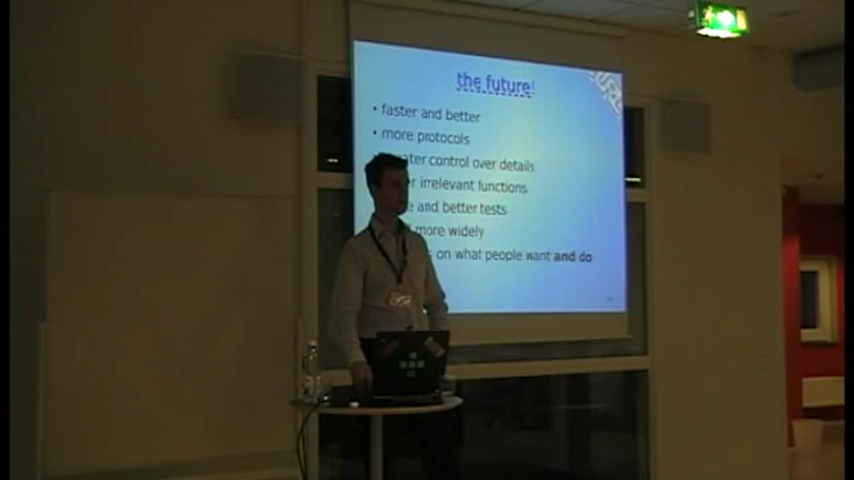 the future!
• faster and better
• more protocols
control over details
irrelevant functions
and better tests
more widely
on what people want and do